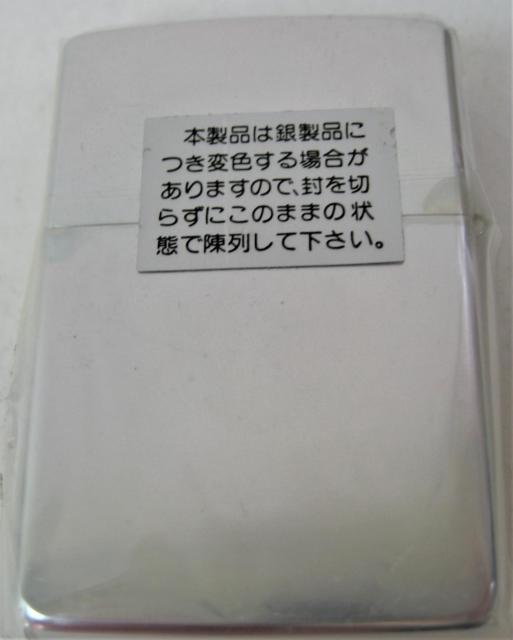 本製品は銀製品に
つき変色する場合が
ありますので、封を切
らずにこのままの状
態で陳列して下さい。